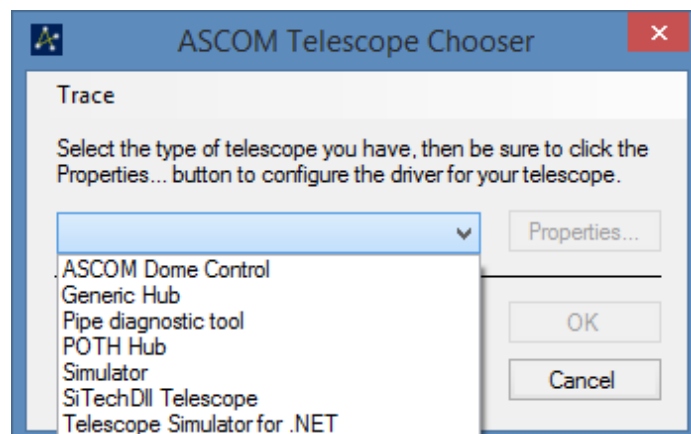 ASCOM Telescope Chooser
Trace
Select the type of telescope you have, then be sure to click the
Properties... button to configure the driver for your telescope.
Properties...
ASCOM Dome Control
Generic Hub
Pipe diagnostic tool
POTH Hub
Simulator
SiTechDll Telescope
Telescope Simulator for .NET
OK
Cancel